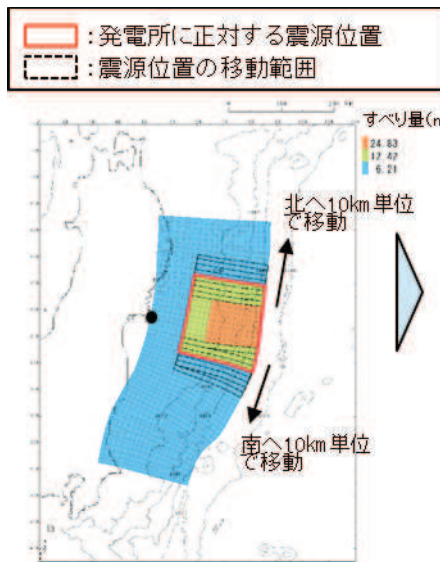 ：発電所に正対する震源位置
：震源位置の移動範囲
すべり量(m
24.83
12.42
6.21
北へ10km単位
で移動
南へ10km単位
で移動